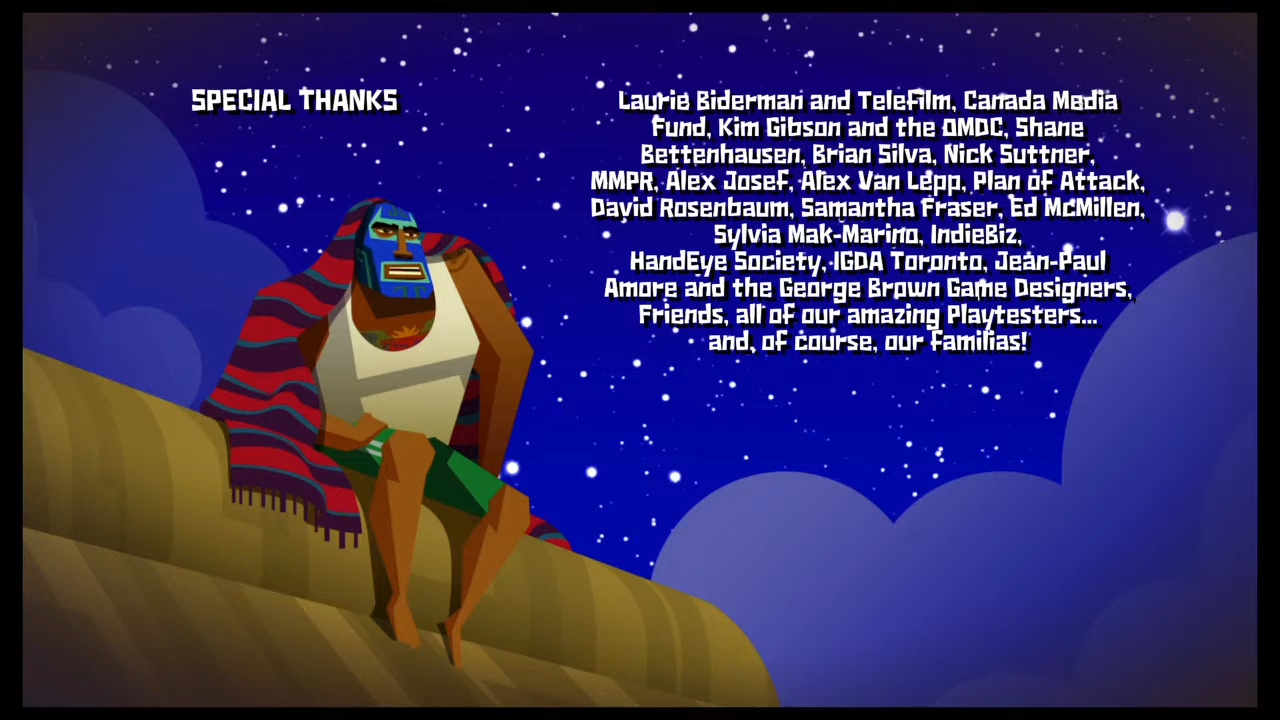 SPECIAL THANKS
Laurie Biderman and Telefilm, Canada Media
Fund, Kim Gibson and the OMDC, Shane
Bettenhausen, Brian Silva, Nick Suttner,
MMPR, Alex Josef, Alex Van Lepp, Plan of Attack,
David Rosenbaum, Samantha Fraser, Ed McMillen,
Sylvia Mak-Marino, IndieBiz,
HandEye Society, IGDA Toronto, Jean-Paul
Amore and the George Brown Game Designers,
Friends, all of our amazing Playtesters...
and, of course, our familias!